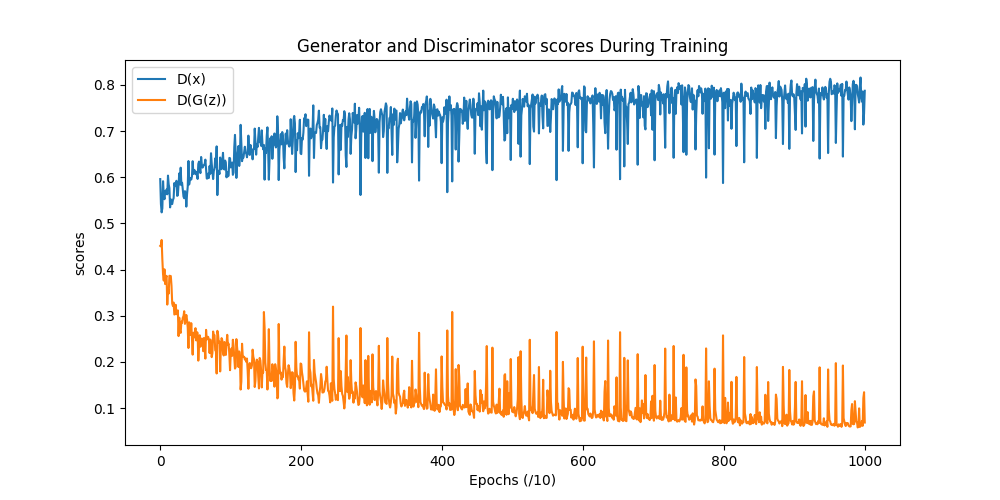 Generator and Discriminator scores During Training
D(x)
D(G(z))
0.8
0.7
0.6
0.5
0.4
0.3
0.2
0.1
scores
0
200
400
600
800
1000
Epochs (/10)